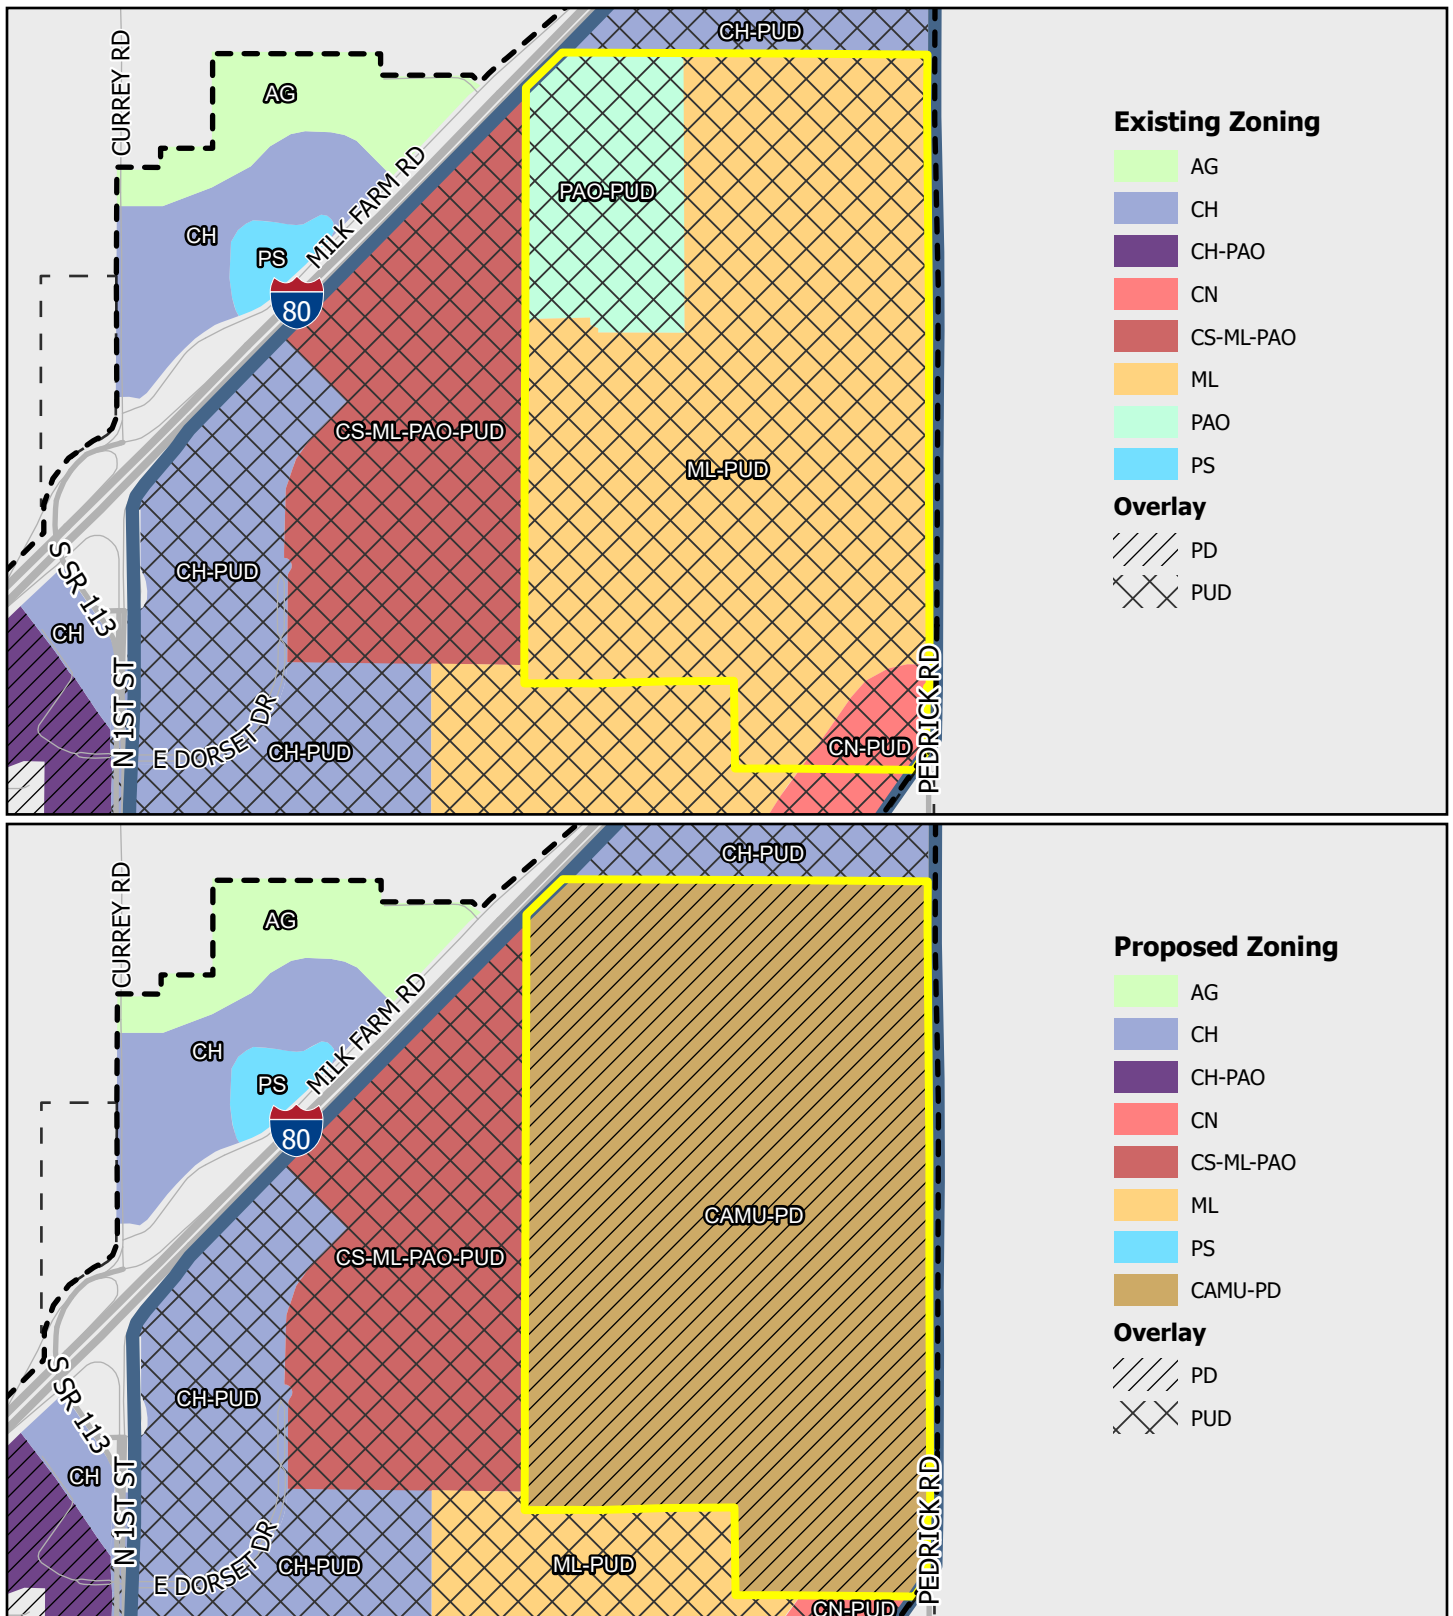 CH-PUD
CURREY RD
AG
MILK FARM RD
PAO-PUD
CH
PS
80
CS-ML-PAO-PUD
ML-PUD
S SR 113
CH-PUD
CH
N 1ST ST
E DORSET DR
CH-PUD
CN-PUD
PEDRICK RD
Existing Zoning
AG
CH
CH-PAO
CN
CS-ML-PAO
ML
PAO
PS
Overlay
PD
PUD
CH-PUD
CURREY RD
AG
MILK FARM RD
CH
PS
80
CAMU-PD
CS-ML-PAO-PUD
S SR 113
CH-PUD
CH
N 1ST ST
E DORSET DR
CH-PUD
ML-PUD
CN-PUD
PEDRICK RD
Proposed Zoning
AG
CH
CH-PAO
CN
CS-ML-PAO
ML
PS
CAMU-PD
Overlay
PD
PUD